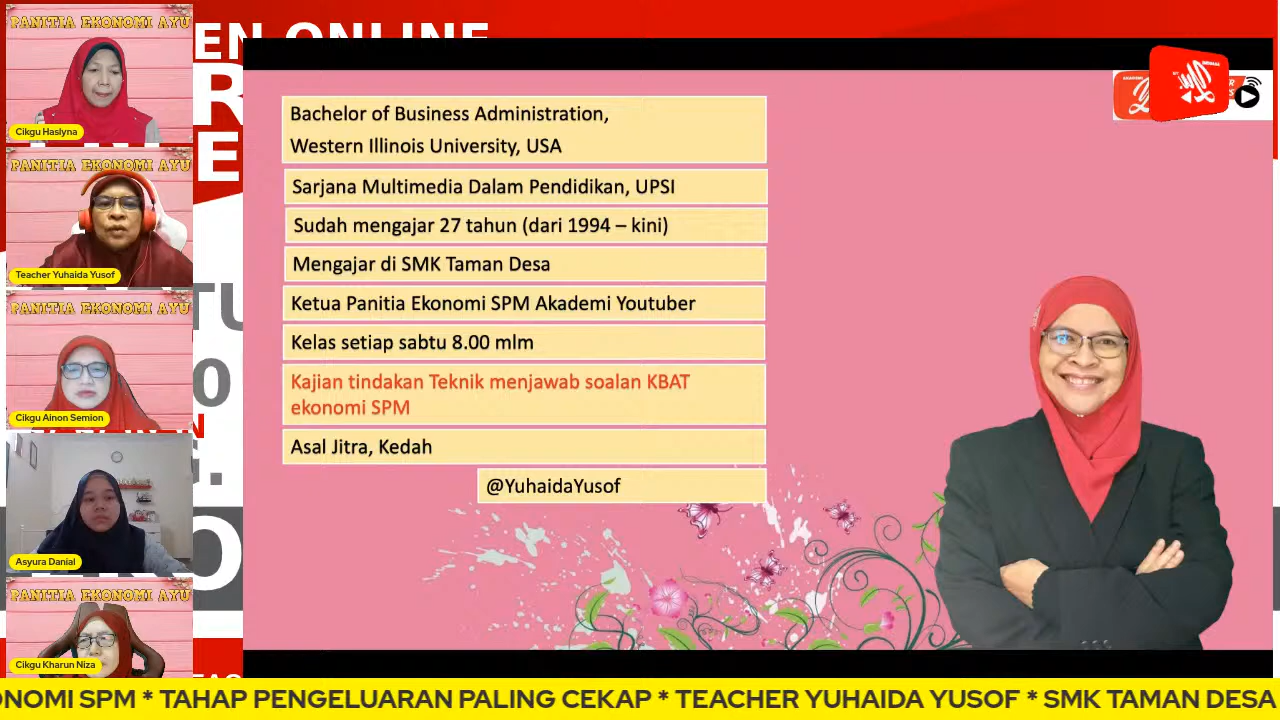 PANITIA EKONOMI AYU
Cikgu Haslyna
PANITIA EKONOMI AYU
Teacher Yuhaida Yusof
PANITIA EKONOMI AYU
Cikgu Ainon Semion
Asyura Danial
PANITIA EKONOMI AYU
Cikgu Kharun Niza
EN ONLINE
Bachelor of Business Administration,
Western Illinois University, USA
Sarjana Multimedia Dalam Pendidikan, UPSI
Sudah mengajar 27 tahun (dari 1994 – kini)
Mengajar di SMK Taman Desa
Ketua Panitia Ekonomi SPM Akademi Youtuber
Kelas setiap sabtu 8.00 mlm
Kajian tindakan Teknik menjawab soalan KBAT
ekonomi SPM
Asal Jitra, Kedah
@YuhaidaYusof
ONOMI SPM * TAHAP PENGELUARAN PALING CEKAP * TEACHER YUHAIDA YUSOF * SMK TAMAN DESA